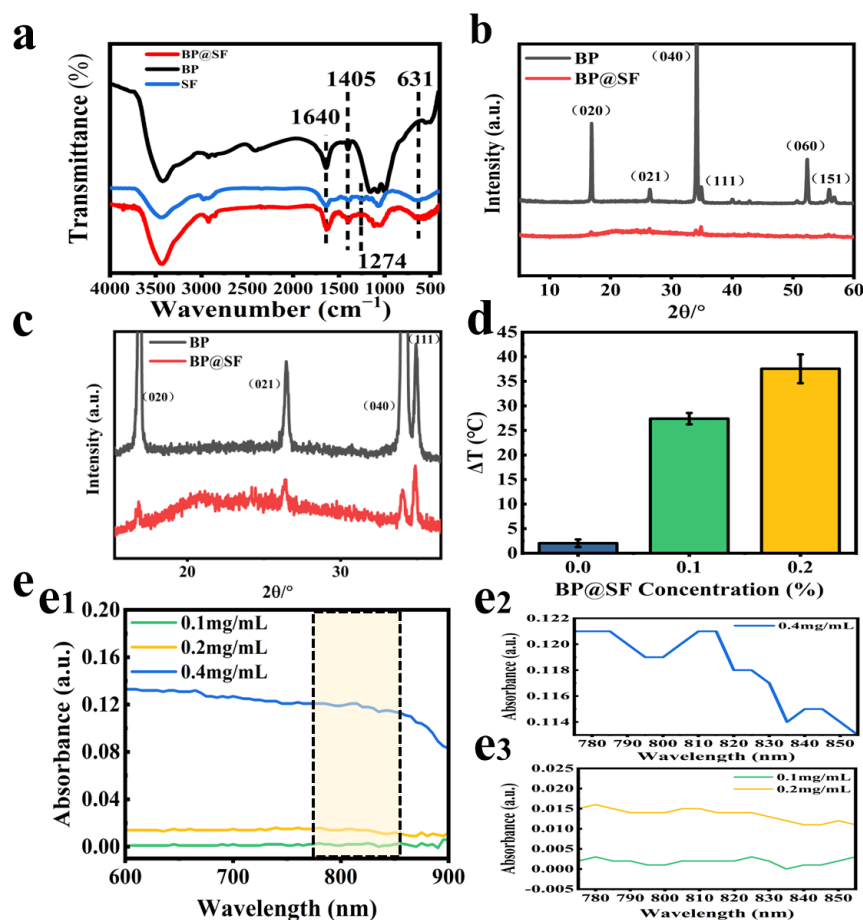 a
Transmittance (%)
BP@SF
BP
SF
1640
1405
631
1274
4000 3500 3000 2500 2000 1500 1000 500
Wavenumber (cm−1)
b
Intensity (a.u.)
BP
BP@SF
(020)
(021)
(040)
(111)
(060)
(151)
10 20 30 40 50 60
2θ/°
c
Intensity (a.u.)
BP
BP@SF
(020)
(021)
(040)
(111)
20 30
2θ/°
d
ΔT (℃)
45
40
35
30
25
20
15
10
5
0
0.0 0.1 0.2
BP@SF Concentration (%)
e
e1
Absorbance (a.u.)
0.20
0.16
0.12
0.08
0.04
0.00
0.1mg/mL
0.2mg/mL
0.4mg/mL
600 700 800 900
Wavelength (nm)
e2
Absorbance (a.u.)
0.122
0.120
0.118
0.116
0.114
0.4mg/mL
780 790 800 810 820 830 840 850
Wavelength (nm)
e3
Absorbance (a.u.)
0.025
0.020
0.015
0.010
0.005
0.000
-0.005
0.1mg/mL
0.2mg/mL
780 790 800 810 820 830 840 850
Wavelength (nm)